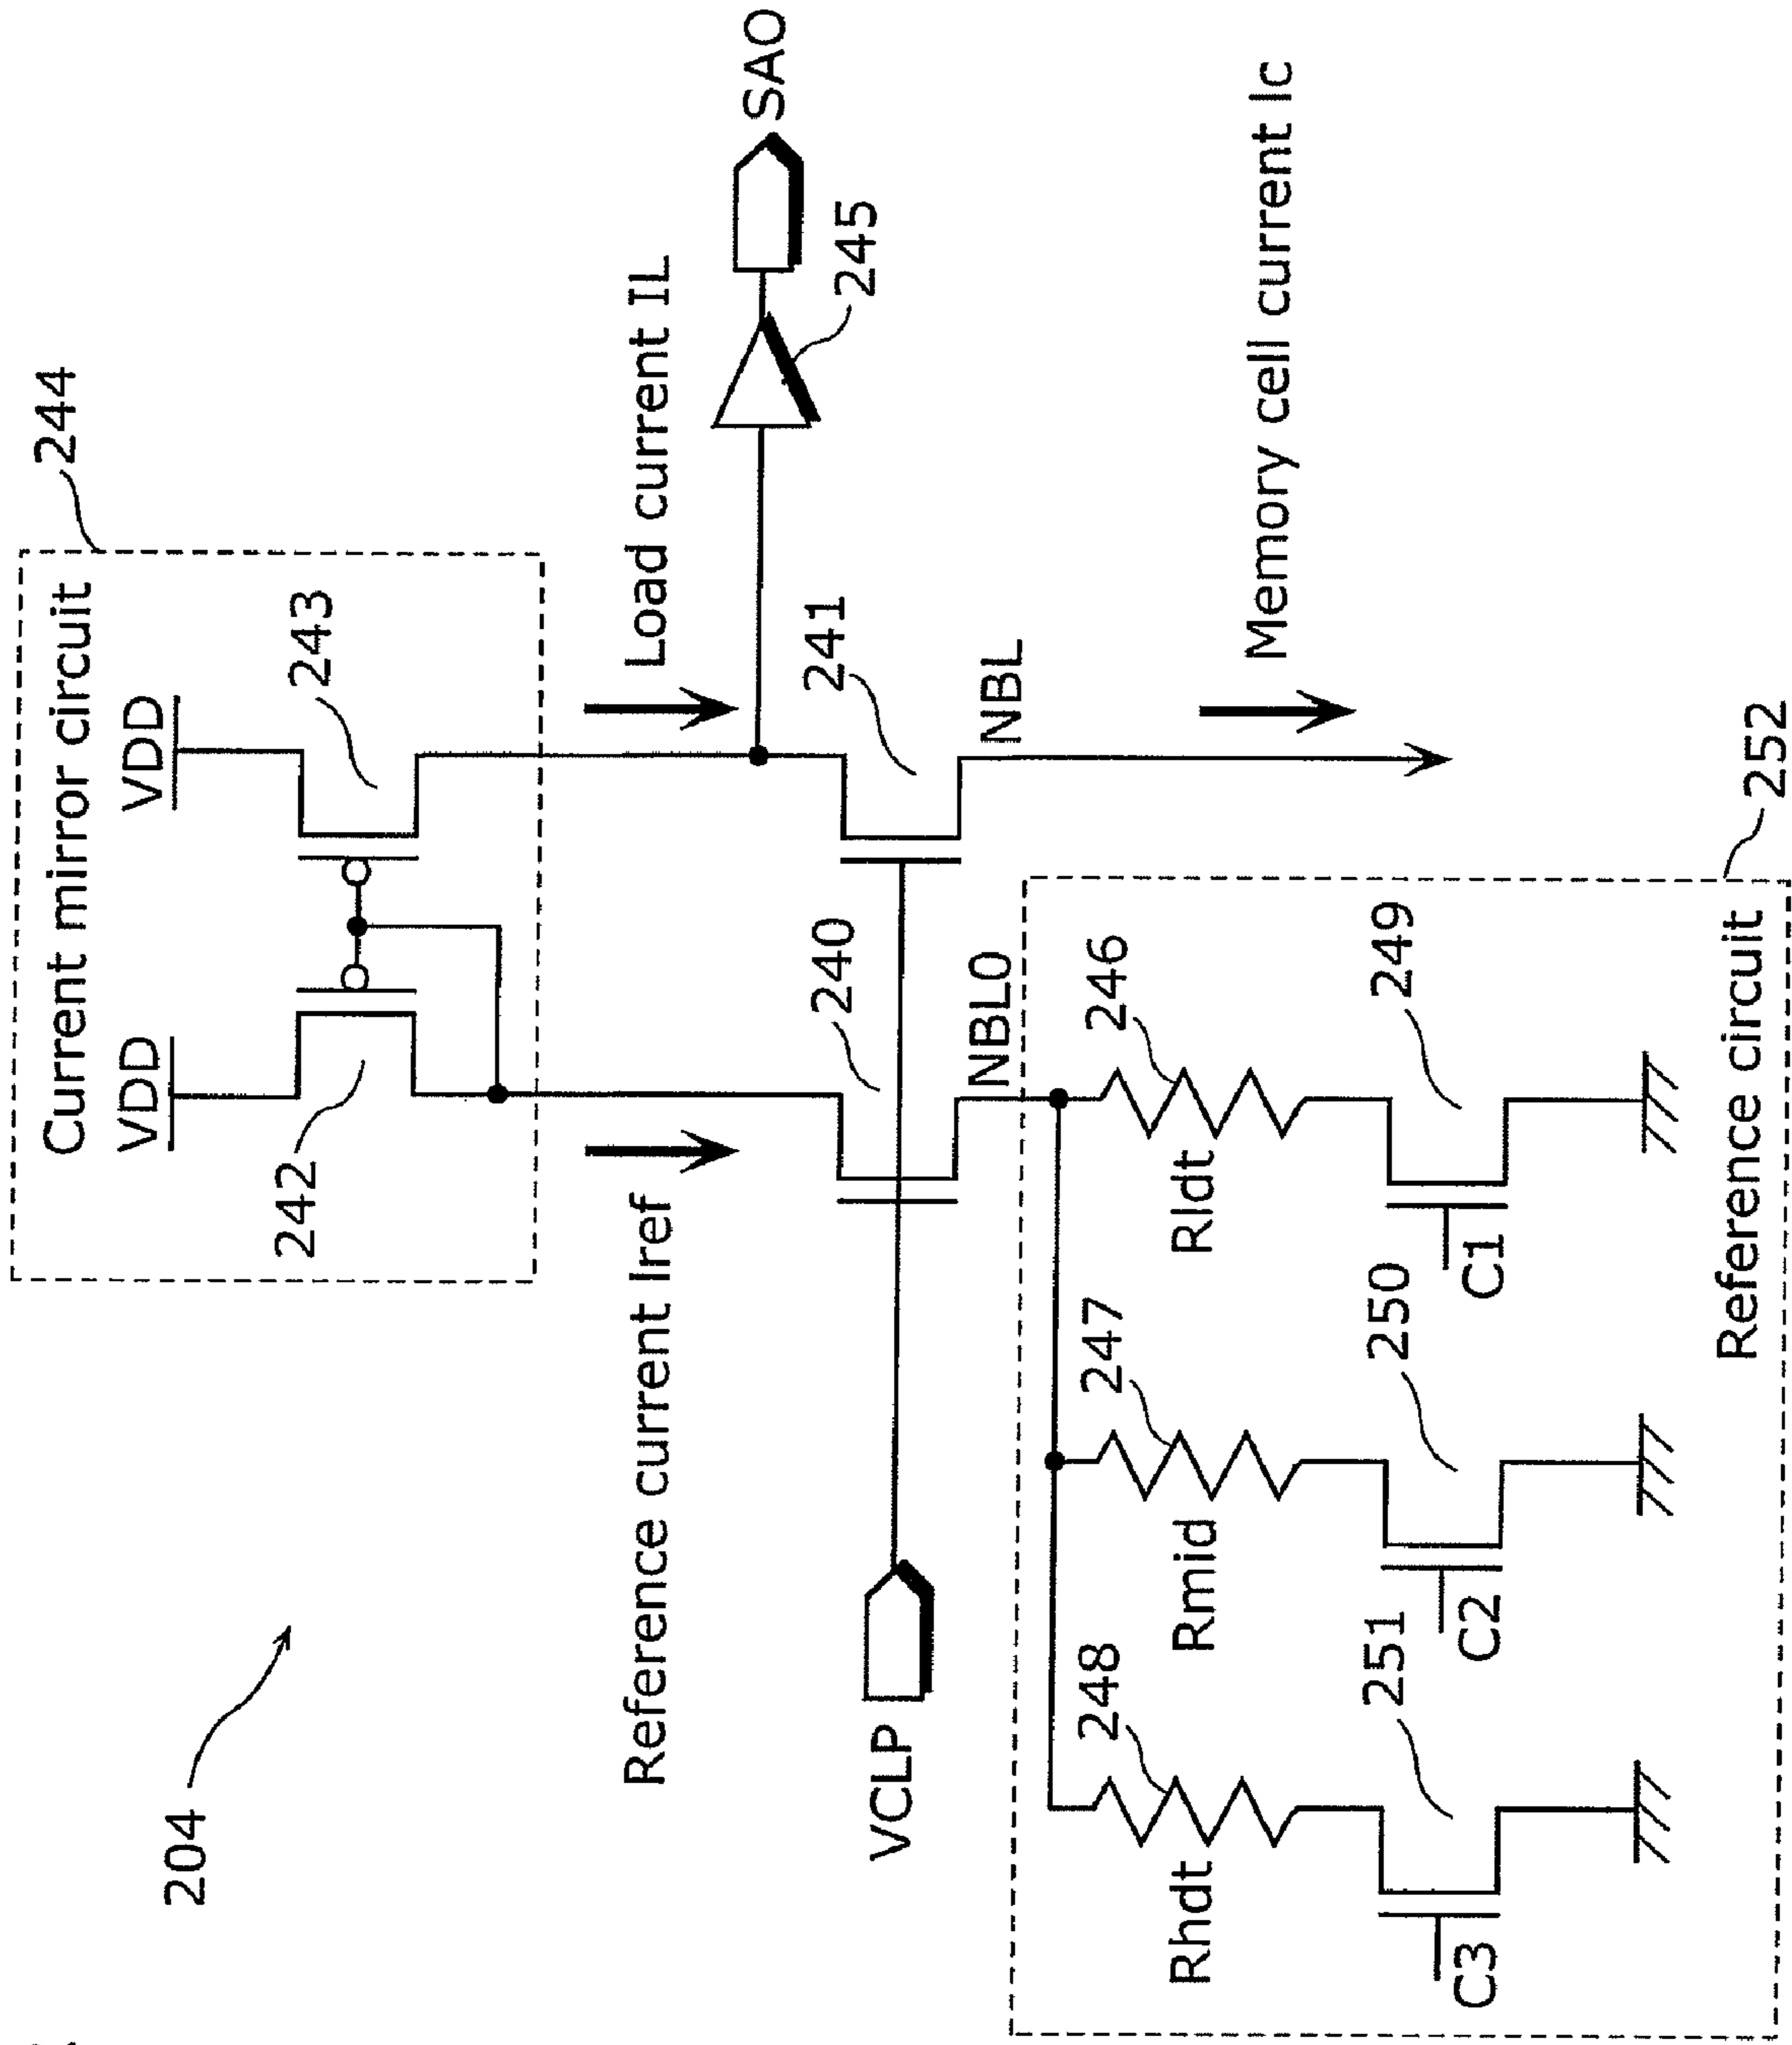 204
244
Current mirror circuit
VDD
VDD
242
243
Reference current Iref
Load current IL
SAO
245
VCLP
240
241
NBL0
NBL
Memory cell current Ic
248
247
246
Rhdt
Rmid
Rldt
251
250
249
C3
C2
C1
Reference circuit
252